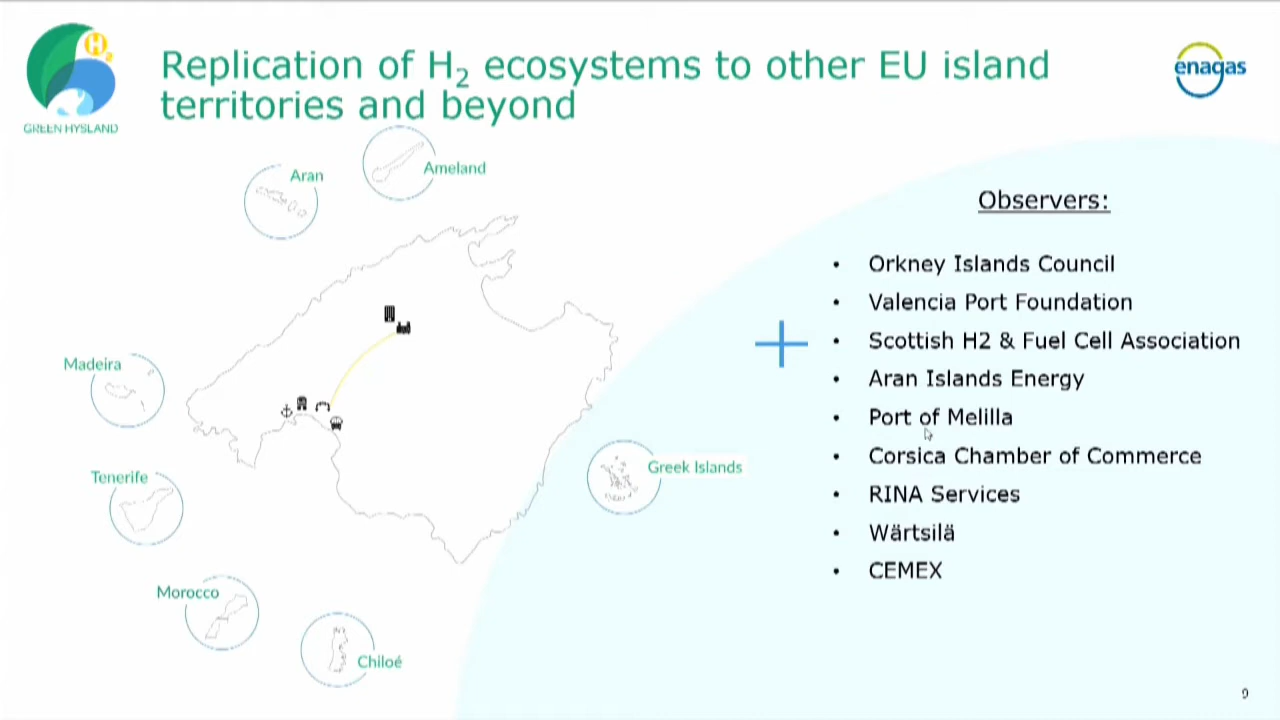 H2
GREEN HYSLAND
Replication of H₂ ecosystems to other EU island
territories and beyond
enagas
Aran
Ameland
Madeira
Tenerife
Morocco
Chiloé
Greek Islands
Observers:
• Orkney Islands Council
• Valencia Port Foundation
• Scottish H2 & Fuel Cell Association
• Aran Islands Energy
• Port of Melilla
• Corsica Chamber of Commerce
• RINA Services
• Wärtsilä
• CEMEX
9